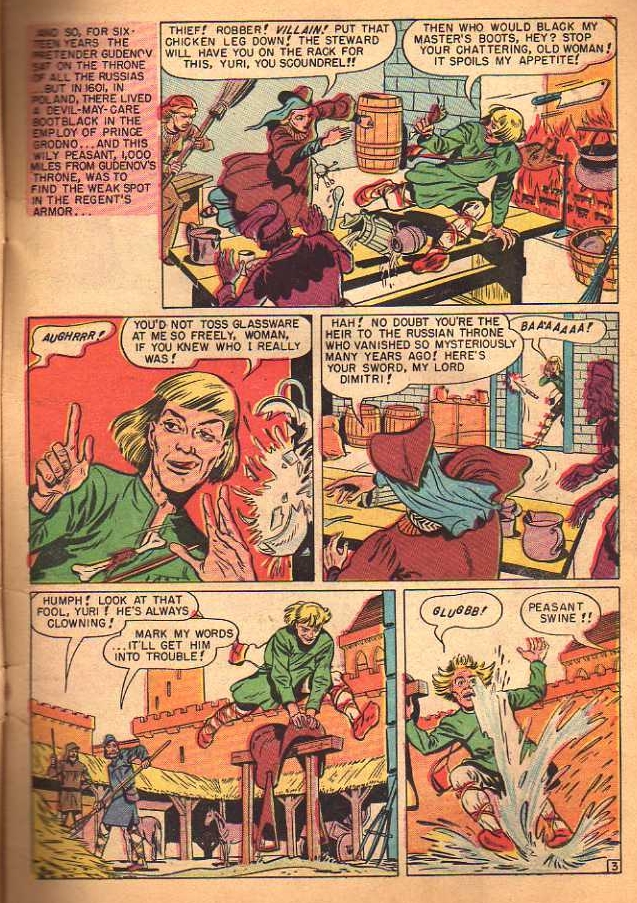 AND SO, FOR SIX-
TEEN YEARS THE
PRETENDER GUDENOV
SAT ON THE THRONE
OF ALL THE RUSSIAS
...BUT IN 1601, IN
POLAND, THERE LIVED
A DEVIL-MAY-CARE
BOOTBLACK IN THE
EMPLOY OF PRINCE
GRODNO...AND THIS
WILY PEASANT, 1,000
MILES FROM GUDENOV'S
THRONE, WAS TO
FIND THE WEAK SPOT
IN THE REGENT'S
ARMOR...
THIEF! ROBBER! VILLAIN! PUT THAT
CHICKEN LEG DOWN! THE STEWARD
WILL HAVE YOU ON THE RACK FOR
THIS, YURI, YOU SCOUNDREL!!
THEN WHO WOULD BLACK MY
MASTER'S BOOTS, HEY? STOP
YOUR CHATTERING, OLD WOMAN!
IT SPOILS MY APPETITE!
AUGHRRR!
YOU'D NOT TOSS GLASSWARE
AT ME SO FREELY, WOMAN,
IF YOU KNEW WHO I REALLY
WAS!
HAH! NO DOUBT YOU'RE THE
HEIR TO THE RUSSIAN THRONE
WHO VANISHED SO MYSTERIOUSLY
MANY YEARS AGO! HERE'S
YOUR SWORD, MY LORD
DIMITRI!
BAAAAAAA!
HUMPH! LOOK AT THAT
FOOL, YURI! HE'S ALWAYS
CLOWNING!
MARK MY WORDS
...IT'LL GET HIM
INTO TROUBLE!
GLUGBB!
PEASANT
SWINE!!
3